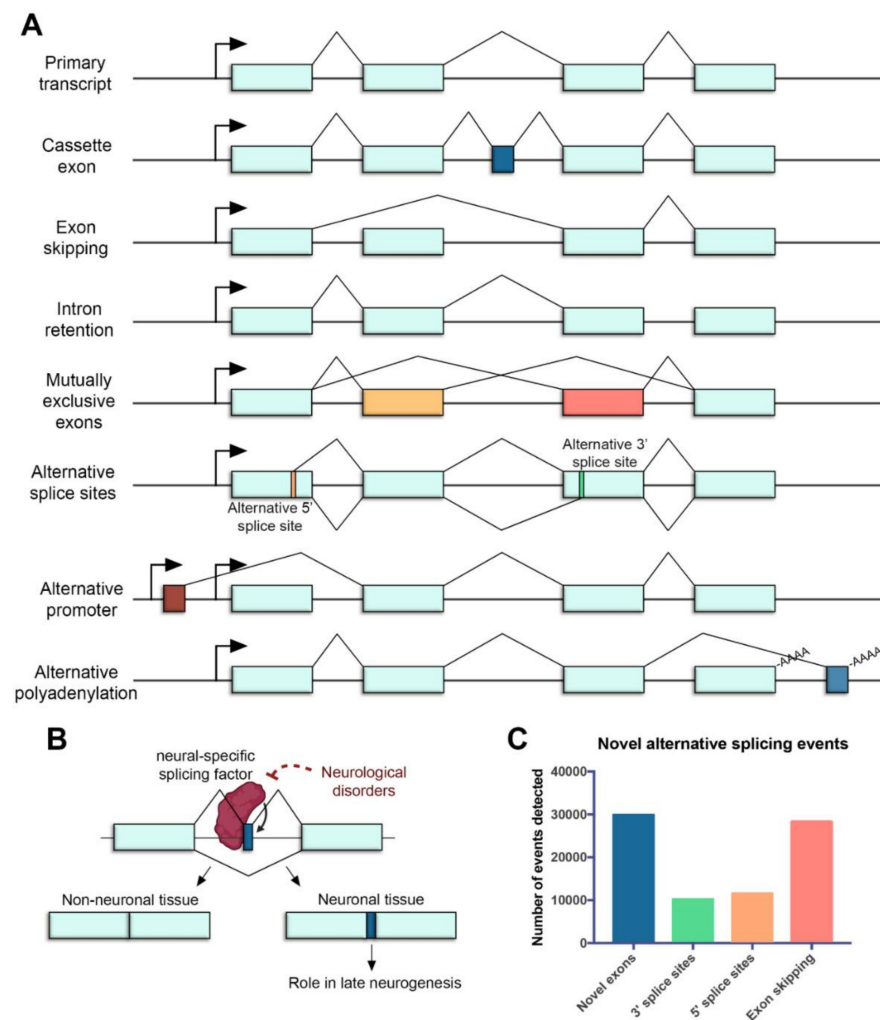 A
Primary
transcript
Cassette
exon
Exon
skipping
Intron
retention
Mutually
exclusive
exons
Alternative
splice sites
Alternative 5'
splice site
Alternative 3'
splice site
Alternative
promoter
Alternative
polyadenylation
-AAAA
-AAAA
B
neural-specific
splicing factor
Neurological
disorders
Non-neuronal tissue
Neuronal tissue
Role in late neurogenesis
C
Novel alternative splicing events
Number of events detected
40000
30000
20000
10000
0
Novel exons
3' splice sites
5' splice sites
Exon skipping